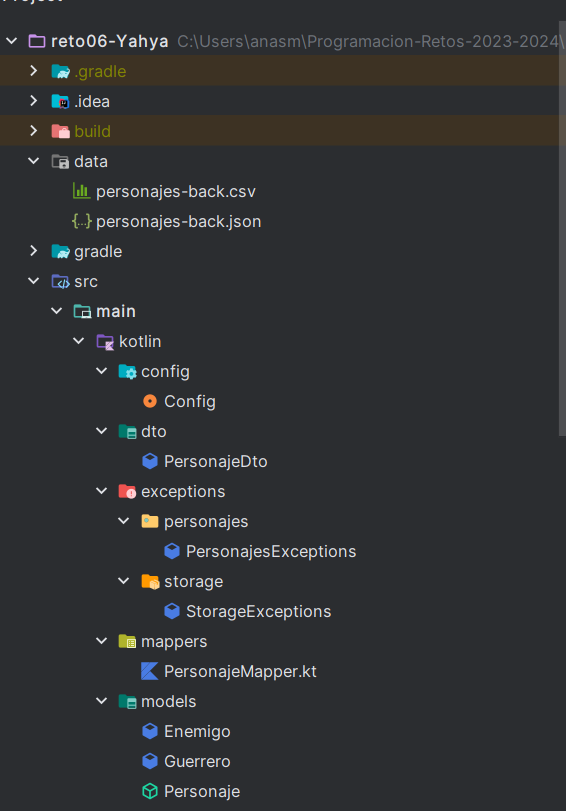 reto06-Yahya C:\Users\anasm\Programacion-Retos-2023-2024\
.gradle
.idea
build
data
personajes-back.csv
personajes-back.json
gradle
src
main
kotlin
config
Config
dto
PersonajeDto
exceptions
personajes
PersonajesExceptions
storage
StorageExceptions
mappers
PersonajeMapper.kt
models
Enemigo
Guerrero
Personaje